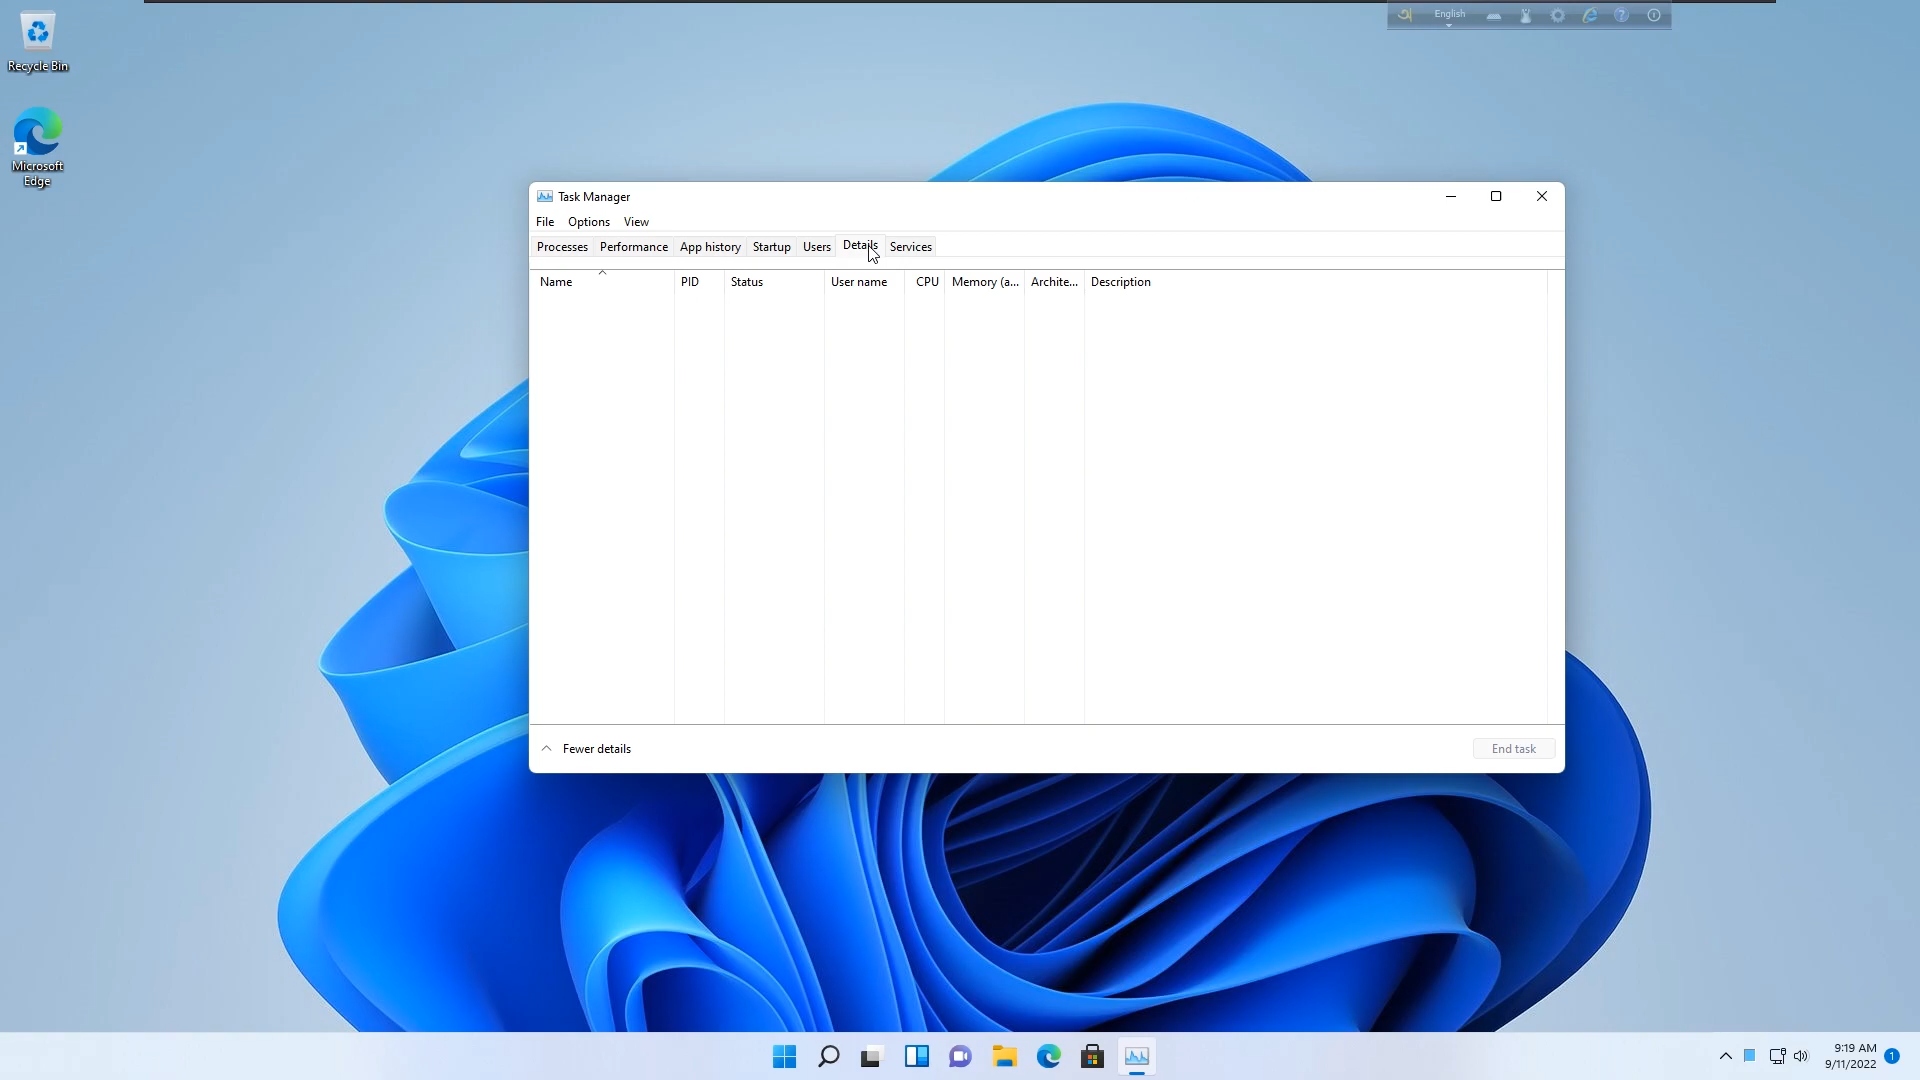 English
Recycle Bin
Microsoft
Edge
Task Manager
File Options View
Processes Performance App history Startup Users Details Services
Name PID Status User name CPU Memory (a... Archite... Description
Fewer details
End task
9:19 AM
9/11/2022
1